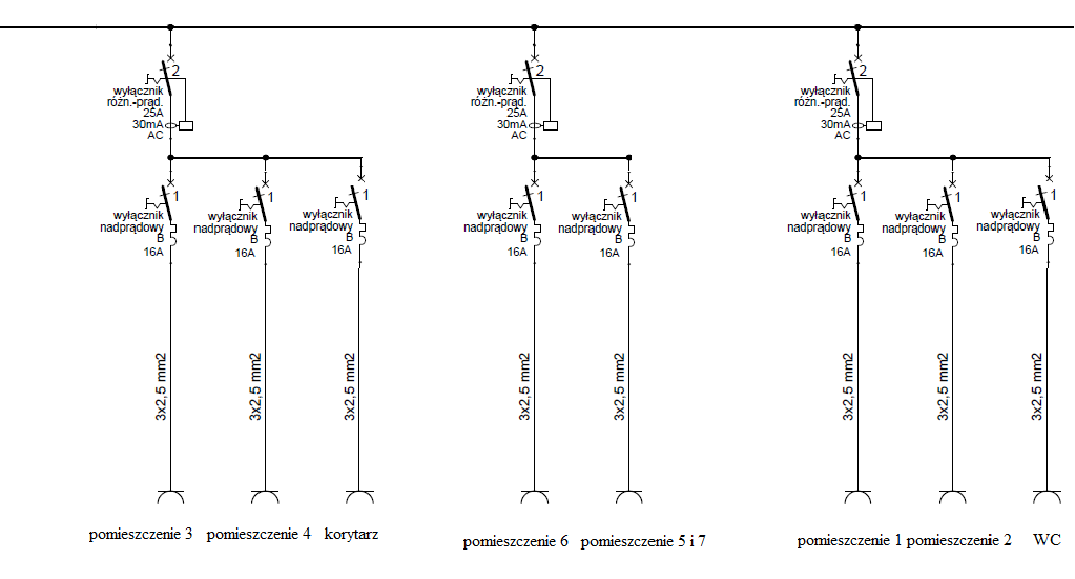 2
wyłącznik
różn.-prąd.
25A
30mA
AC
2
wyłącznik
różn.-prąd.
25A
30mA
AC
2
wyłącznik
różn.-prąd.
25A
30mA
AC
1
wyłącznik
nadprądowy
B
16A
1
wyłącznik
nadprądowy
B
16A
1
wyłącznik
nadprądowy
B
16A
1
wyłącznik
nadprądowy
B
16A
1
wyłącznik
nadprądowy
B
16A
1
wyłącznik
nadprądowy
B
16A
1
wyłącznik
nadprądowy
B
16A
1
wyłącznik
nadprądowy
B
16A
3x2,5 mm2
3x2,5 mm2
3x2,5 mm2
3x2,5 mm2
3x2,5 mm2
3x2,5 mm2
3x2,5 mm2
3x2,5 mm2
pomieszczenie 3 pomieszczenie 4 korytarz
pomieszczenie 6 pomieszczenie 5 i 7
pomieszczenie 1 pomieszczenie 2 WC